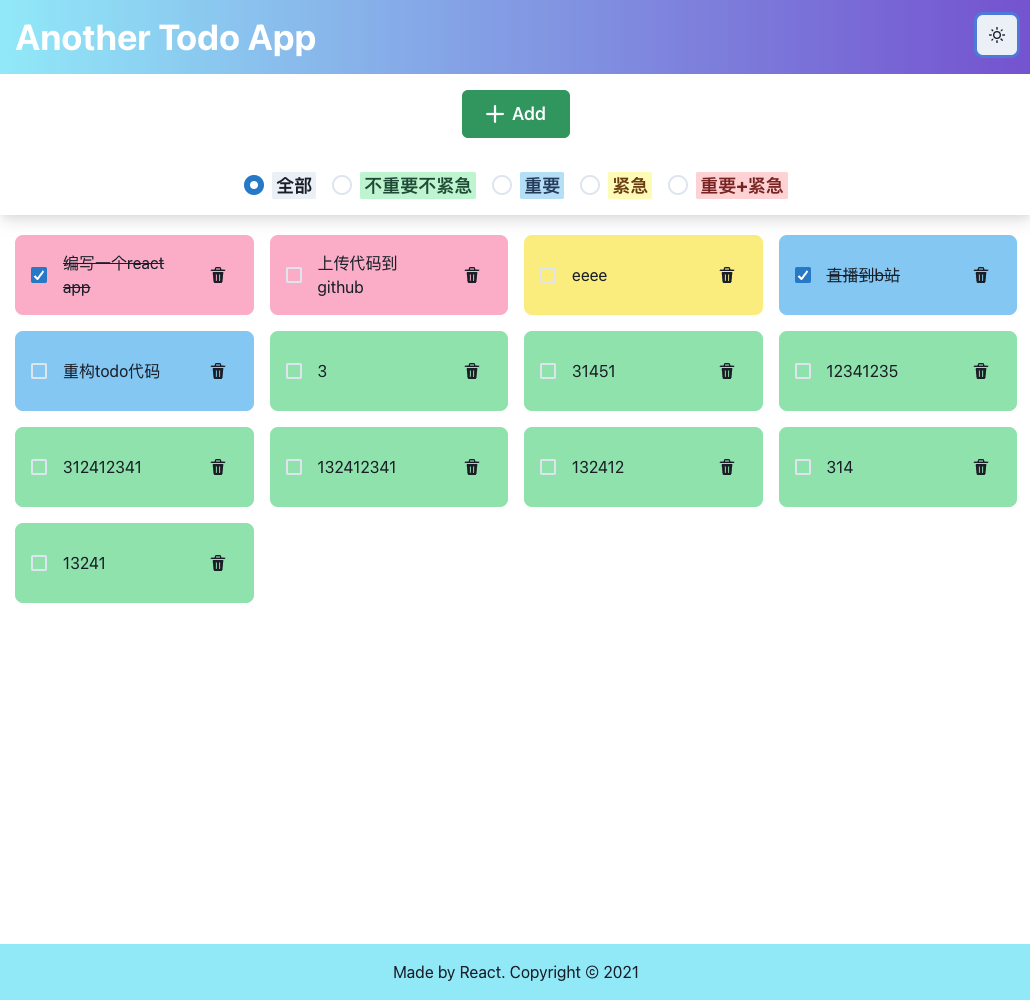 Another Todo App
Add
全部 不重要不紧急 重要 紧急 重要+紧急
编写一个react
app
上传代码到
github
eeee
直播到b站
重构todo代码
3
31451
12341235
312412341
132412341
132412
314
13241
Made by React. Copyright © 2021